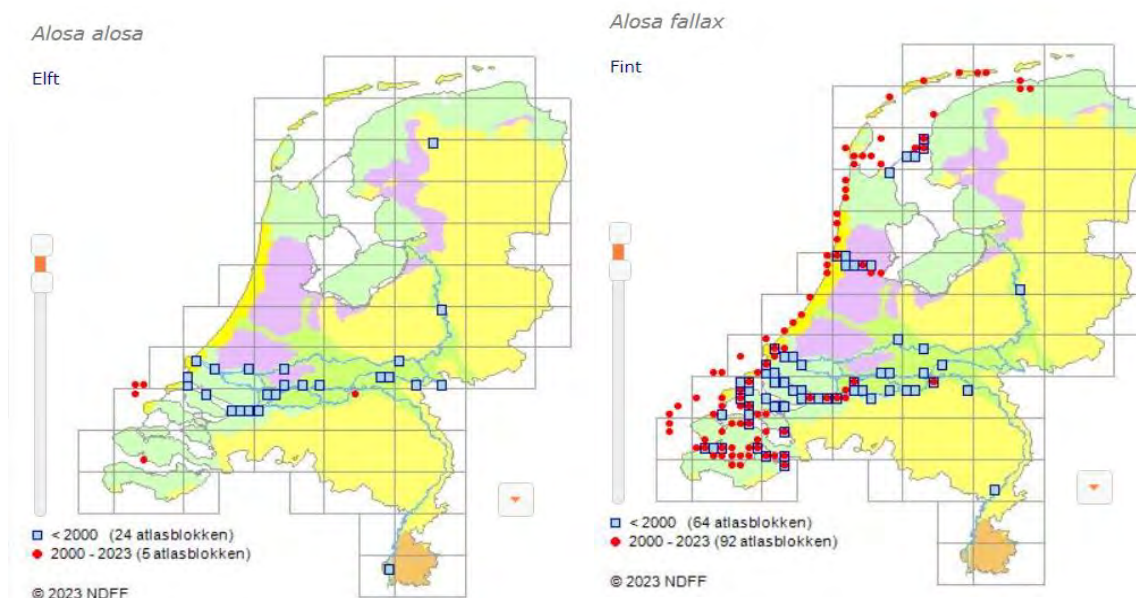 Alosa alosa
Elft
< 2000 (24 atlasblokken)
2000 - 2023 (5 atlasblokken)
© 2023 NDFF
Alosa fallax
Fint
< 2000 (64 atlasblokken)
2000 - 2023 (92 atlasblokken)
© 2023 NDFF